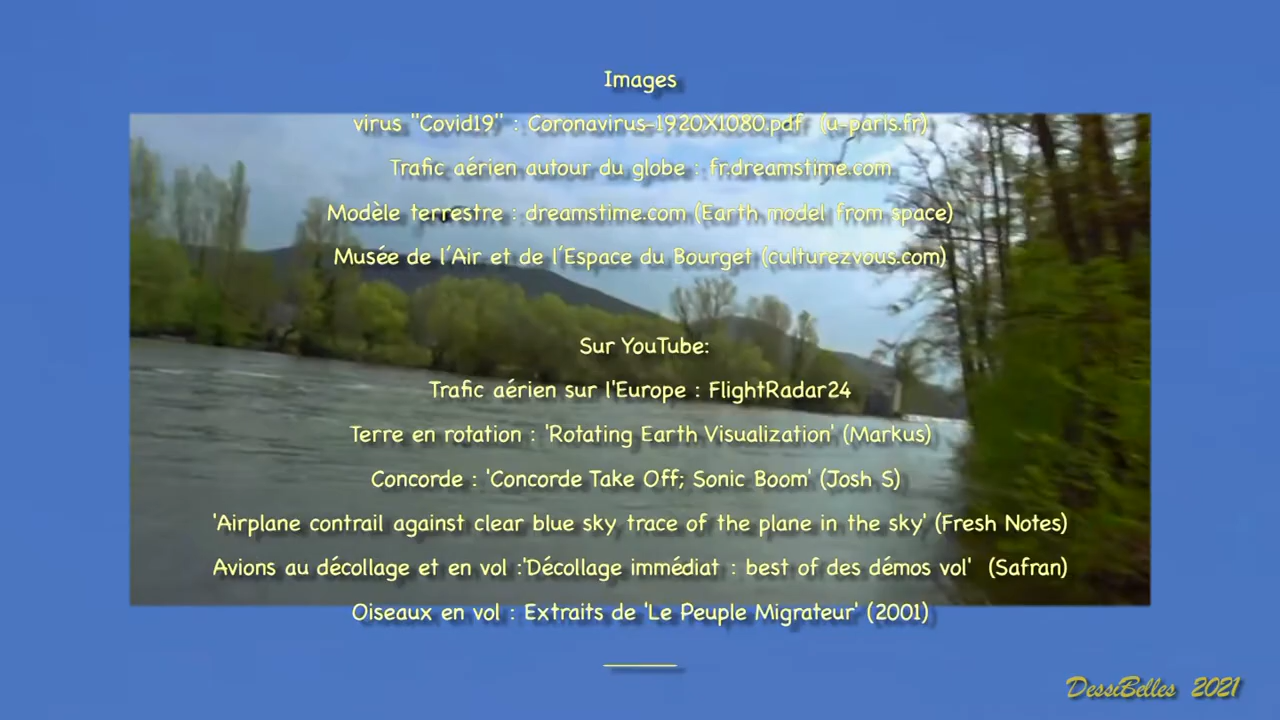 Images
virus "Covid19" : Coronavirus-1920X1080.pdf (u-paris.fr)
Trafic aérien autour du globe : fr.dreamstime.com
Modèle terrestre : dreamstime.com (Earth model from space)
Musée de l'Air et de l'Espace du Bourget (culturezvous.com)
Sur YouTube:
Trafic aérien sur l'Europe : FlightRadar24
Terre en rotation : 'Rotating Earth Visualization' (Markus)
Concorde : 'Concorde Take Off; Sonic Boom' (Josh S)
'Airplane contrail against clear blue sky trace of the plane in the sky' (Fresh Notes)
Avions au décollage et en vol :'Décollage immédiat : best of des démos vol' (Safran)
Oiseaux en vol : Extraits de 'Le Peuple Migrateur' (2001)
DessiBelles 2021